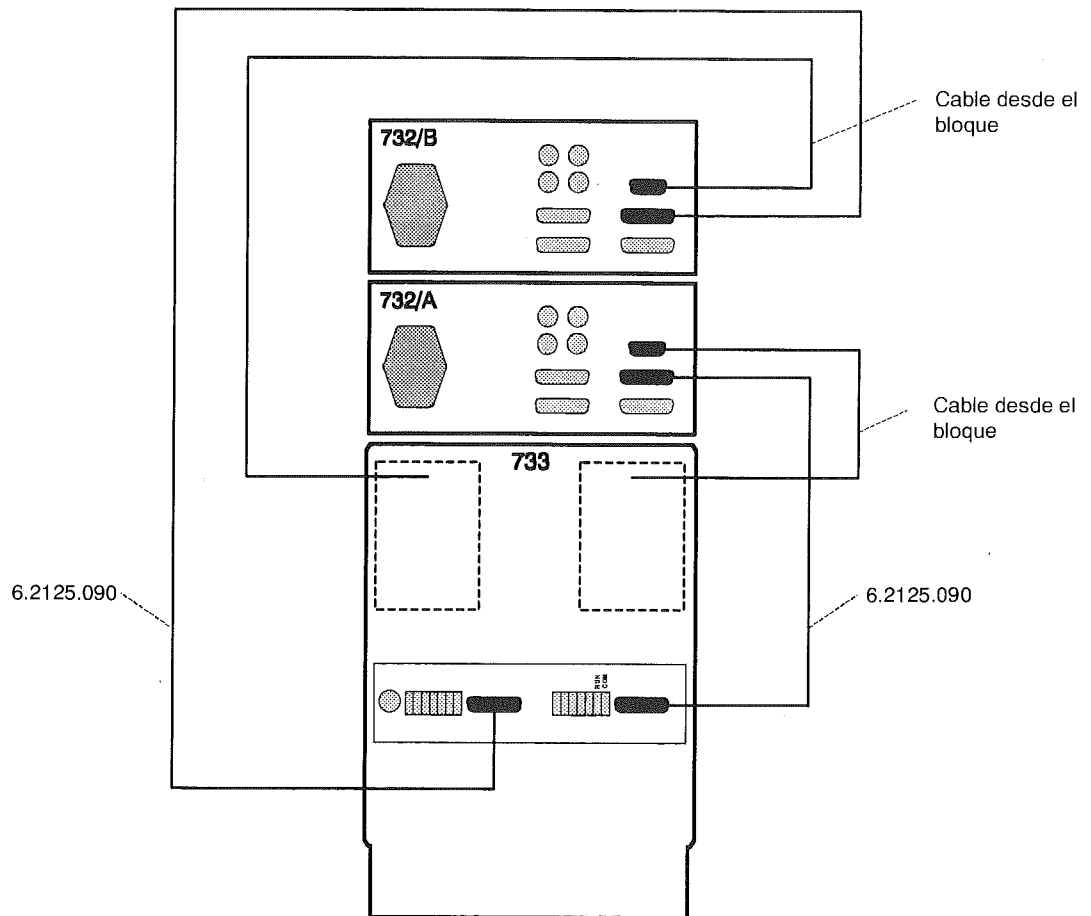 Cable desde el
bloque
732/B
732/A
Cable desde el
bloque
733
6.2125.090
6.2125.090
RUN
COM